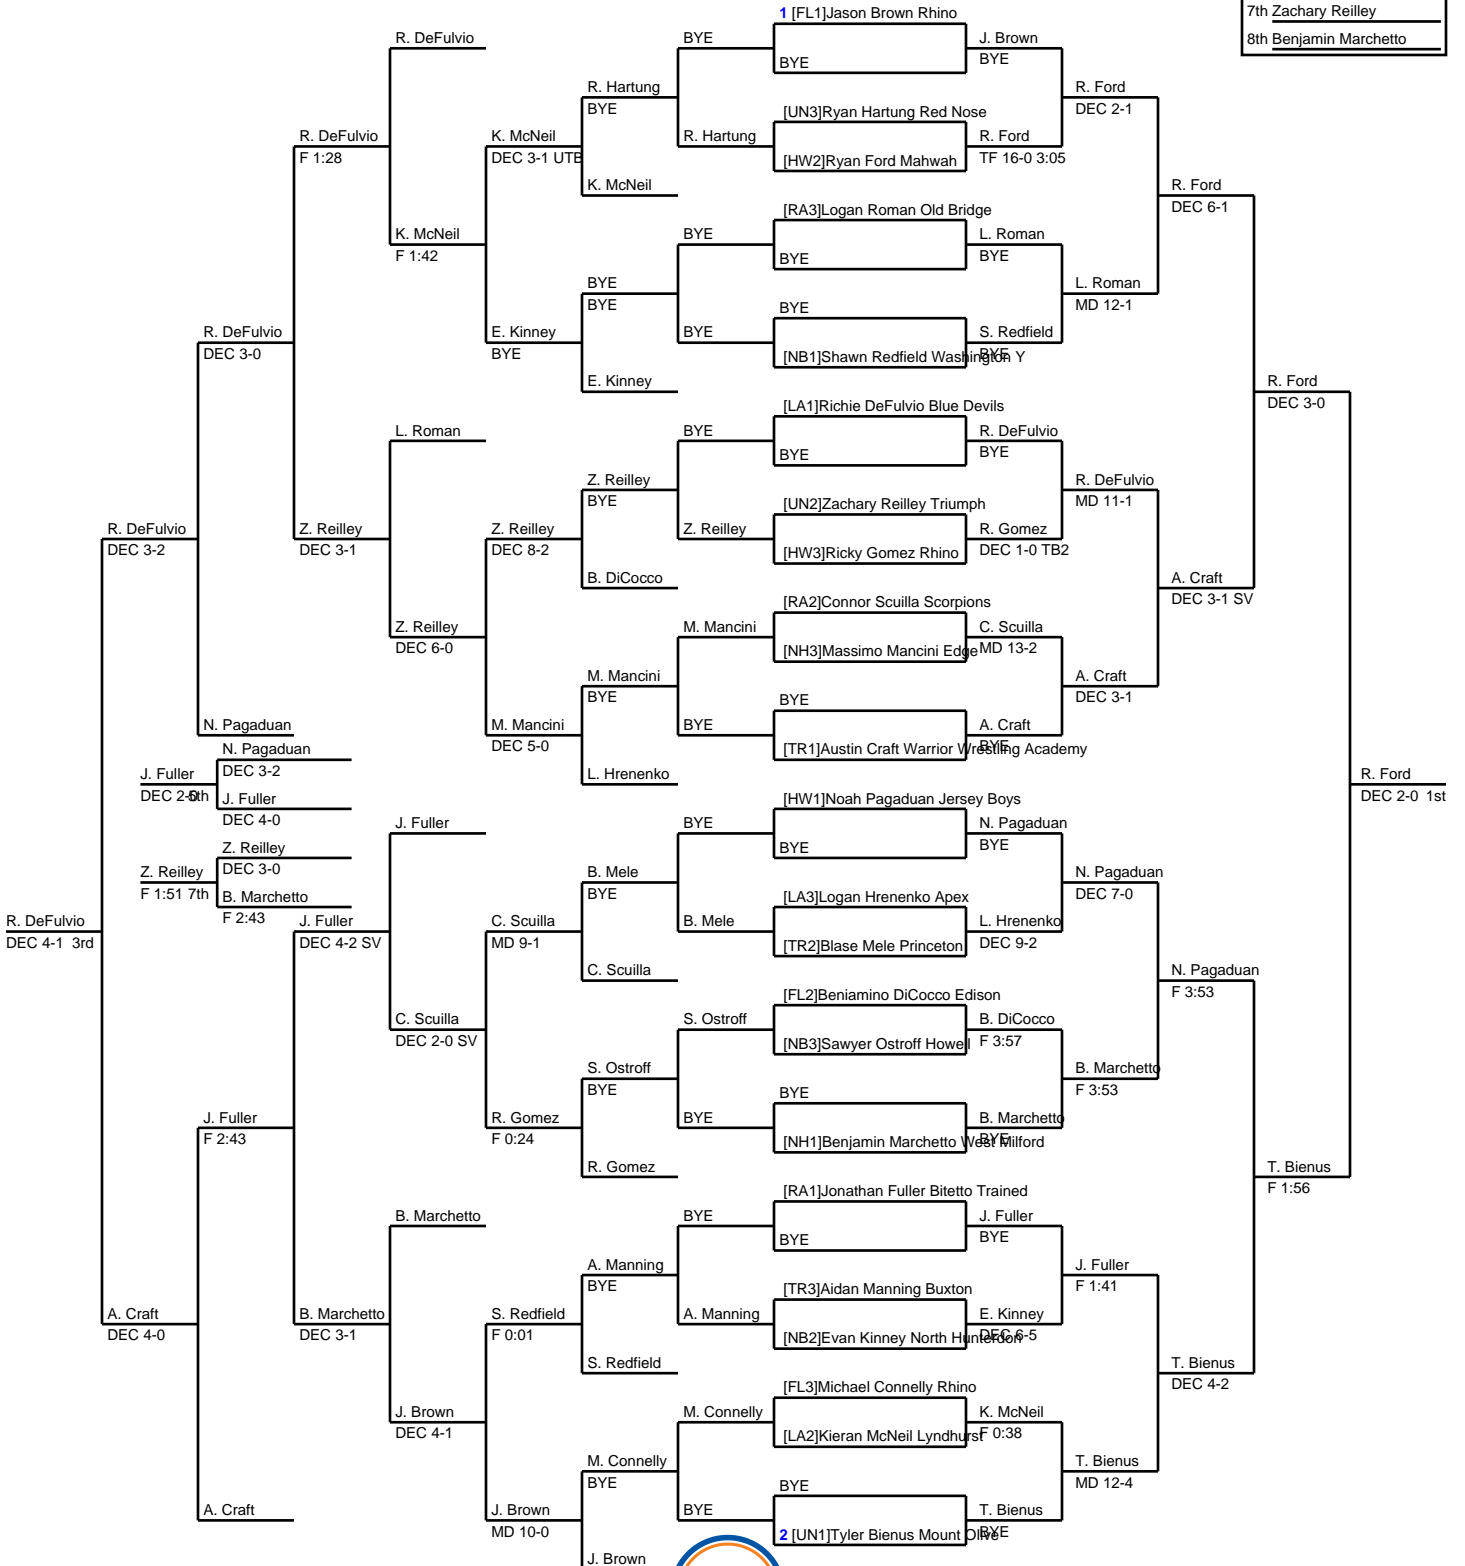 1 [FL1]Jason Brown Rhino
7th Zachary Reilley
8th Benjamin Marchetto
R. DeFulvio
BYE
J. Brown
BYE
BYE
R. Hartung
BYE
R. Ford
DEC 2-1
[UN3]Ryan Hartung Red Nose
R. DeFulvio
F 1:28
K. McNeil
DEC 3-1 UTB
R. Hartung
R. Ford
TF 16-0 3:05
[HW2]Ryan Ford Mahwah
K. McNeil
R. Ford
DEC 6-1
[RA3]Logan Roman Old Bridge
K. McNeil
F 1:42
BYE
L. Roman
BYE
BYE
BYE
BYE
L. Roman
MD 12-1
BYE
R. DeFulvio
DEC 3-0
E. Kinney
BYE
BYE
S. Redfield
BYE
[NB1]Shawn Redfield Washington Y
E. Kinney
R. Ford
DEC 3-0
[LA1]Richie DeFulvio Blue Devils
L. Roman
BYE
R. DeFulvio
BYE
BYE
Z. Reilley
BYE
R. DeFulvio
MD 11-1
[UN2]Zachary Reilley Triumph
R. DeFulvio
DEC 3-2
Z. Reilley
DEC 3-1
Z. Reilley
DEC 8-2
Z. Reilley
R. Gomez
DEC 1-0 TB2
[HW3]Ricky Gomez Rhino
B. DiCocco
A. Craft
DEC 3-1 SV
[RA2]Connor Scuilla Scorpions
Z. Reilley
DEC 6-0
M. Mancini
C. Scuilla
MD 13-2
[NH3]Massimo Mancini Edge
M. Mancini
BYE
A. Craft
DEC 3-1
BYE
N. Pagaduan
M. Mancini
DEC 5-0
BYE
A. Craft
BYE
[TR1]Austin Craft Warrior Wrestling Academy
N. Pagaduan
DEC 3-2
J. Fuller
DEC 2-0 5th
L. Hrenenko
R. Ford
DEC 2-0 1st
J. Fuller
DEC 4-0
[HW1]Noah Pagaduan Jersey Boys
J. Fuller
BYE
N. Pagaduan
BYE
BYE
Z. Reilley
DEC 3-0
Z. Reilley
F 1:51 7th
B. Mele
BYE
N. Pagaduan
DEC 7-0
B. Marchetto
F 2:43
[LA3]Logan Hrenenko Apex
R. DeFulvio
DEC 4-1 3rd
J. Fuller
DEC 4-2 SV
C. Scuilla
MD 9-1
B. Mele
L. Hrenenko
DEC 9-2
[TR2]Blase Mele Princeton
C. Scuilla
N. Pagaduan
F 3:53
[FL2]Beniamino DiCocco Edison
C. Scuilla
DEC 2-0 SV
S. Ostroff
B. DiCocco
F 3:57
[NB3]Sawyer Ostroff Howell
S. Ostroff
BYE
B. Marchetto
F 3:53
BYE
J. Fuller
F 2:43
R. Gomez
F 0:24
BYE
B. Marchetto
BYE
[NH1]Benjamin Marchetto West Milford
R. Gomez
T. Bienus
F 1:56
[RA1]Jonathan Fuller Bitetto Trained
B. Marchetto
BYE
J. Fuller
BYE
BYE
A. Manning
BYE
J. Fuller
F 1:41
[TR3]Aidan Manning Buxton
A. Craft
DEC 4-0
B. Marchetto
DEC 3-1
S. Redfield
F 0:01
A. Manning
E. Kinney
DEC 6-5
[NB2]Evan Kinney North Hunterdon
S. Redfield
T. Bienus
DEC 4-2
[FL3]Michael Connelly Rhino
J. Brown
DEC 4-1
M. Connelly
K. McNeil
F 0:38
[LA2]Kieran McNeil Lyndhurst
M. Connelly
BYE
T. Bienus
MD 12-4
BYE
A. Craft
J. Brown
MD 10-0
BYE
T. Bienus
BYE
2 [UN1]Tyler Bienus Mount Olive
J. Brown